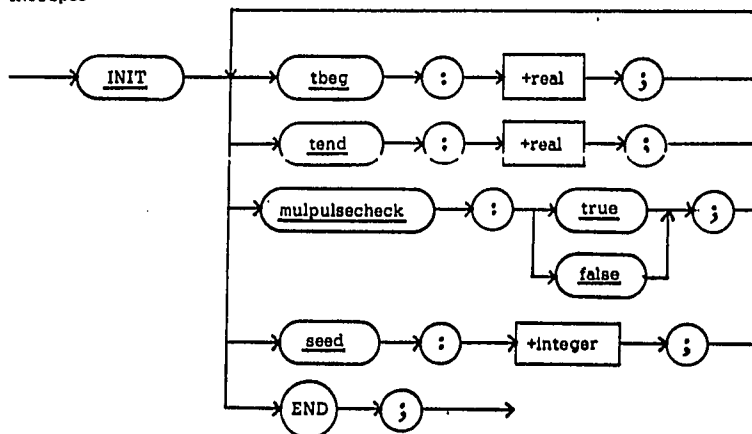 INIT tbeg : +real ;
tend : +real ;
mulpulsecheck : true ;
false
seed : +integer ;
END ;